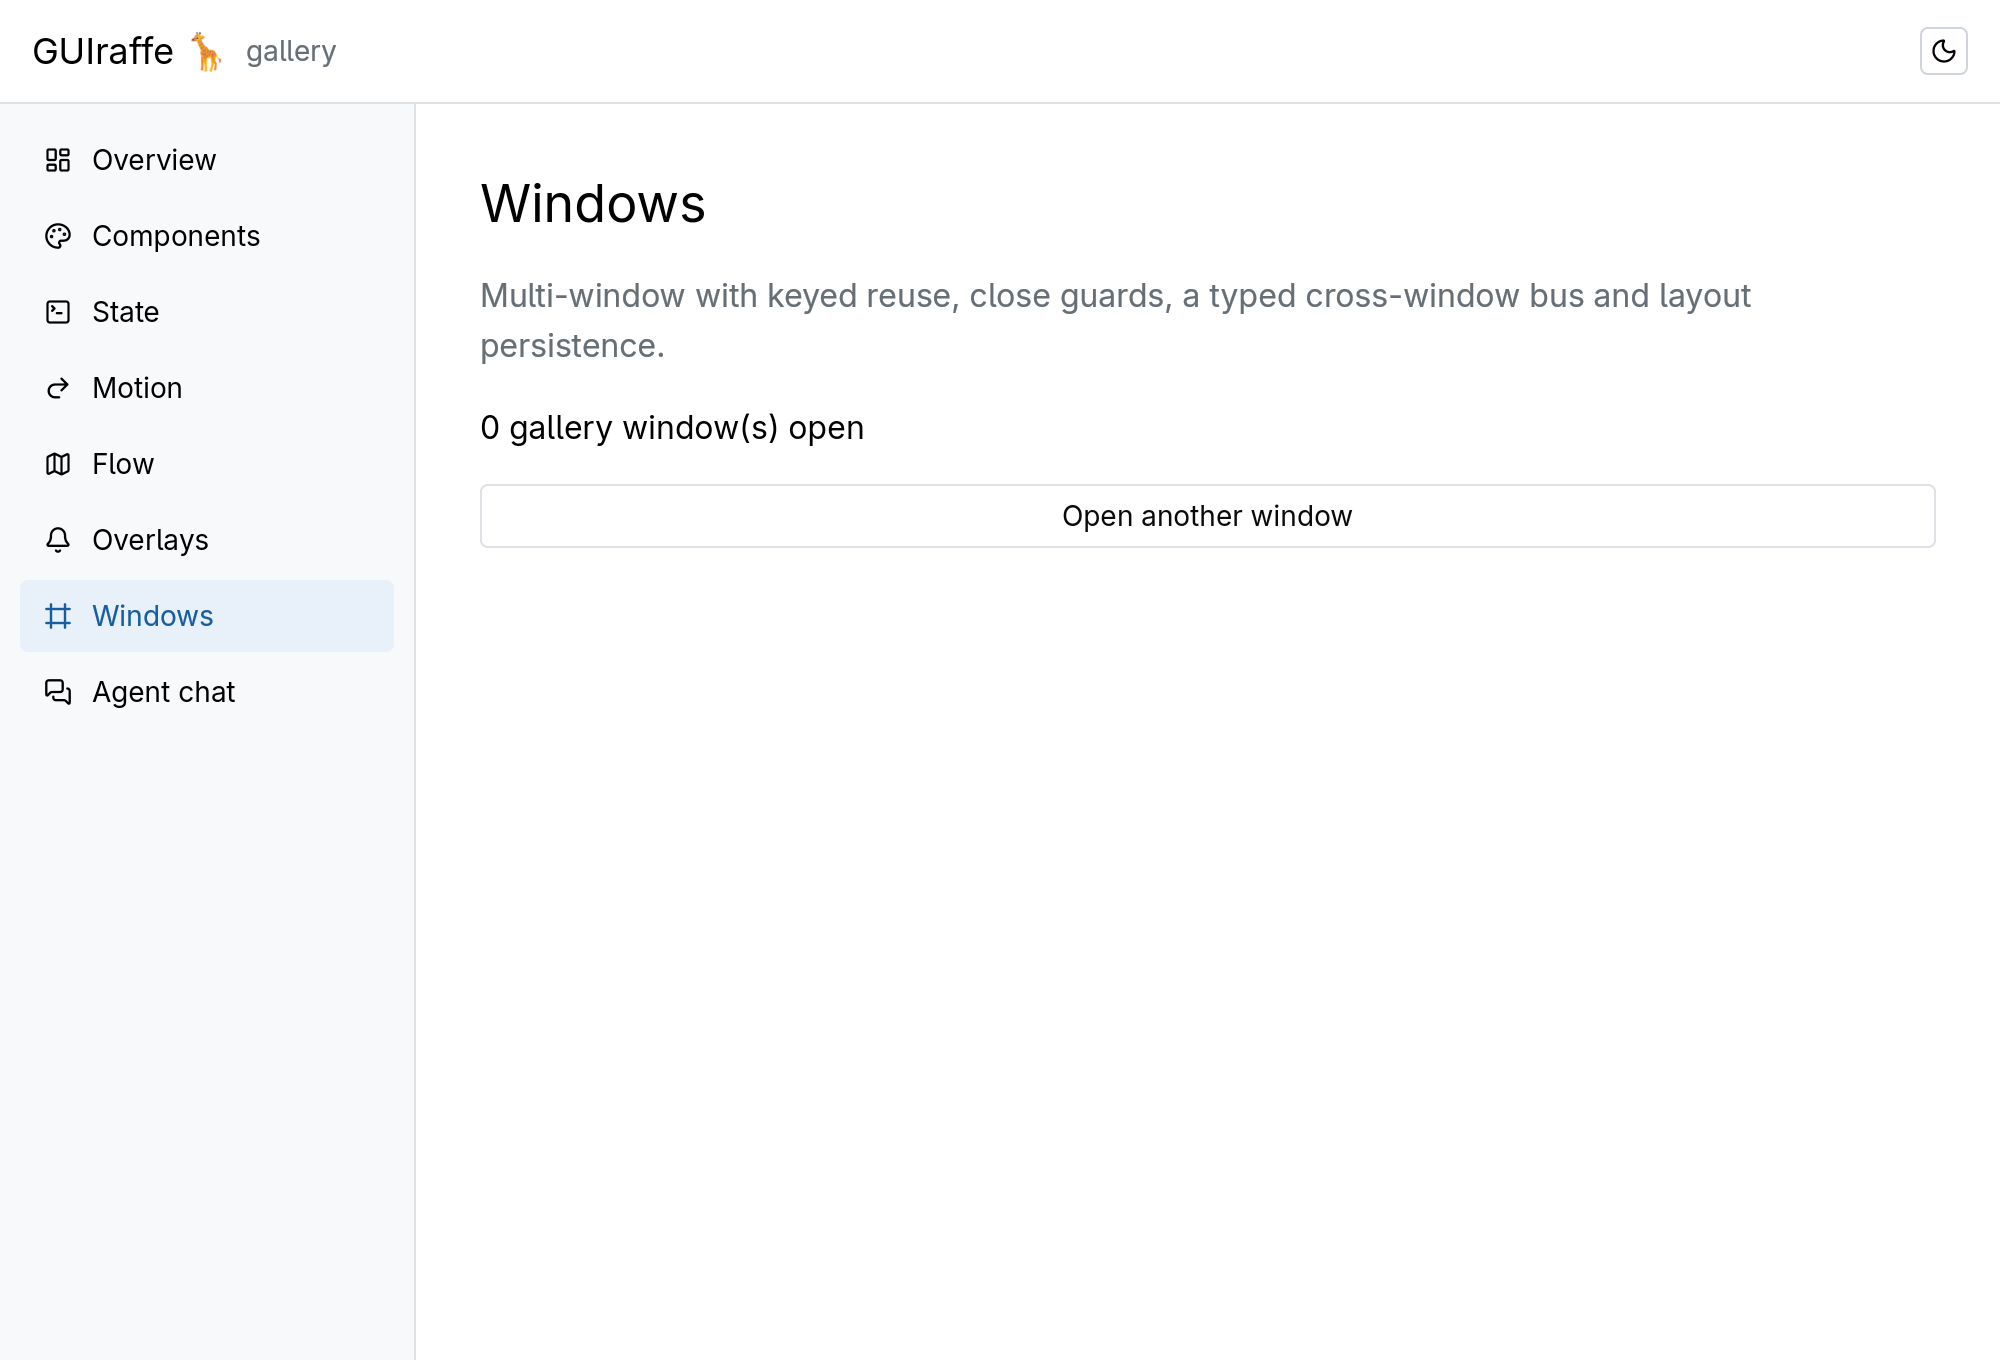 GUIraffe 🦒 gallery
Overview
Components
State
Motion
Flow
Overlays
Windows
Agent chat
Windows
Multi-window with keyed reuse, close guards, a typed cross-window bus and layout
persistence.
0 gallery window(s) open
Open another window